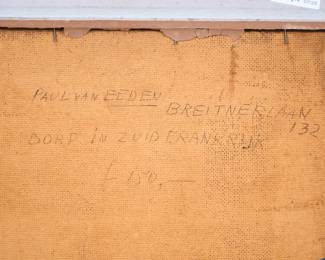 PAUL VAN EEDEN
BREITNERLAAN
132
DORP IN ZUID FRANKRIJK
f 150,—